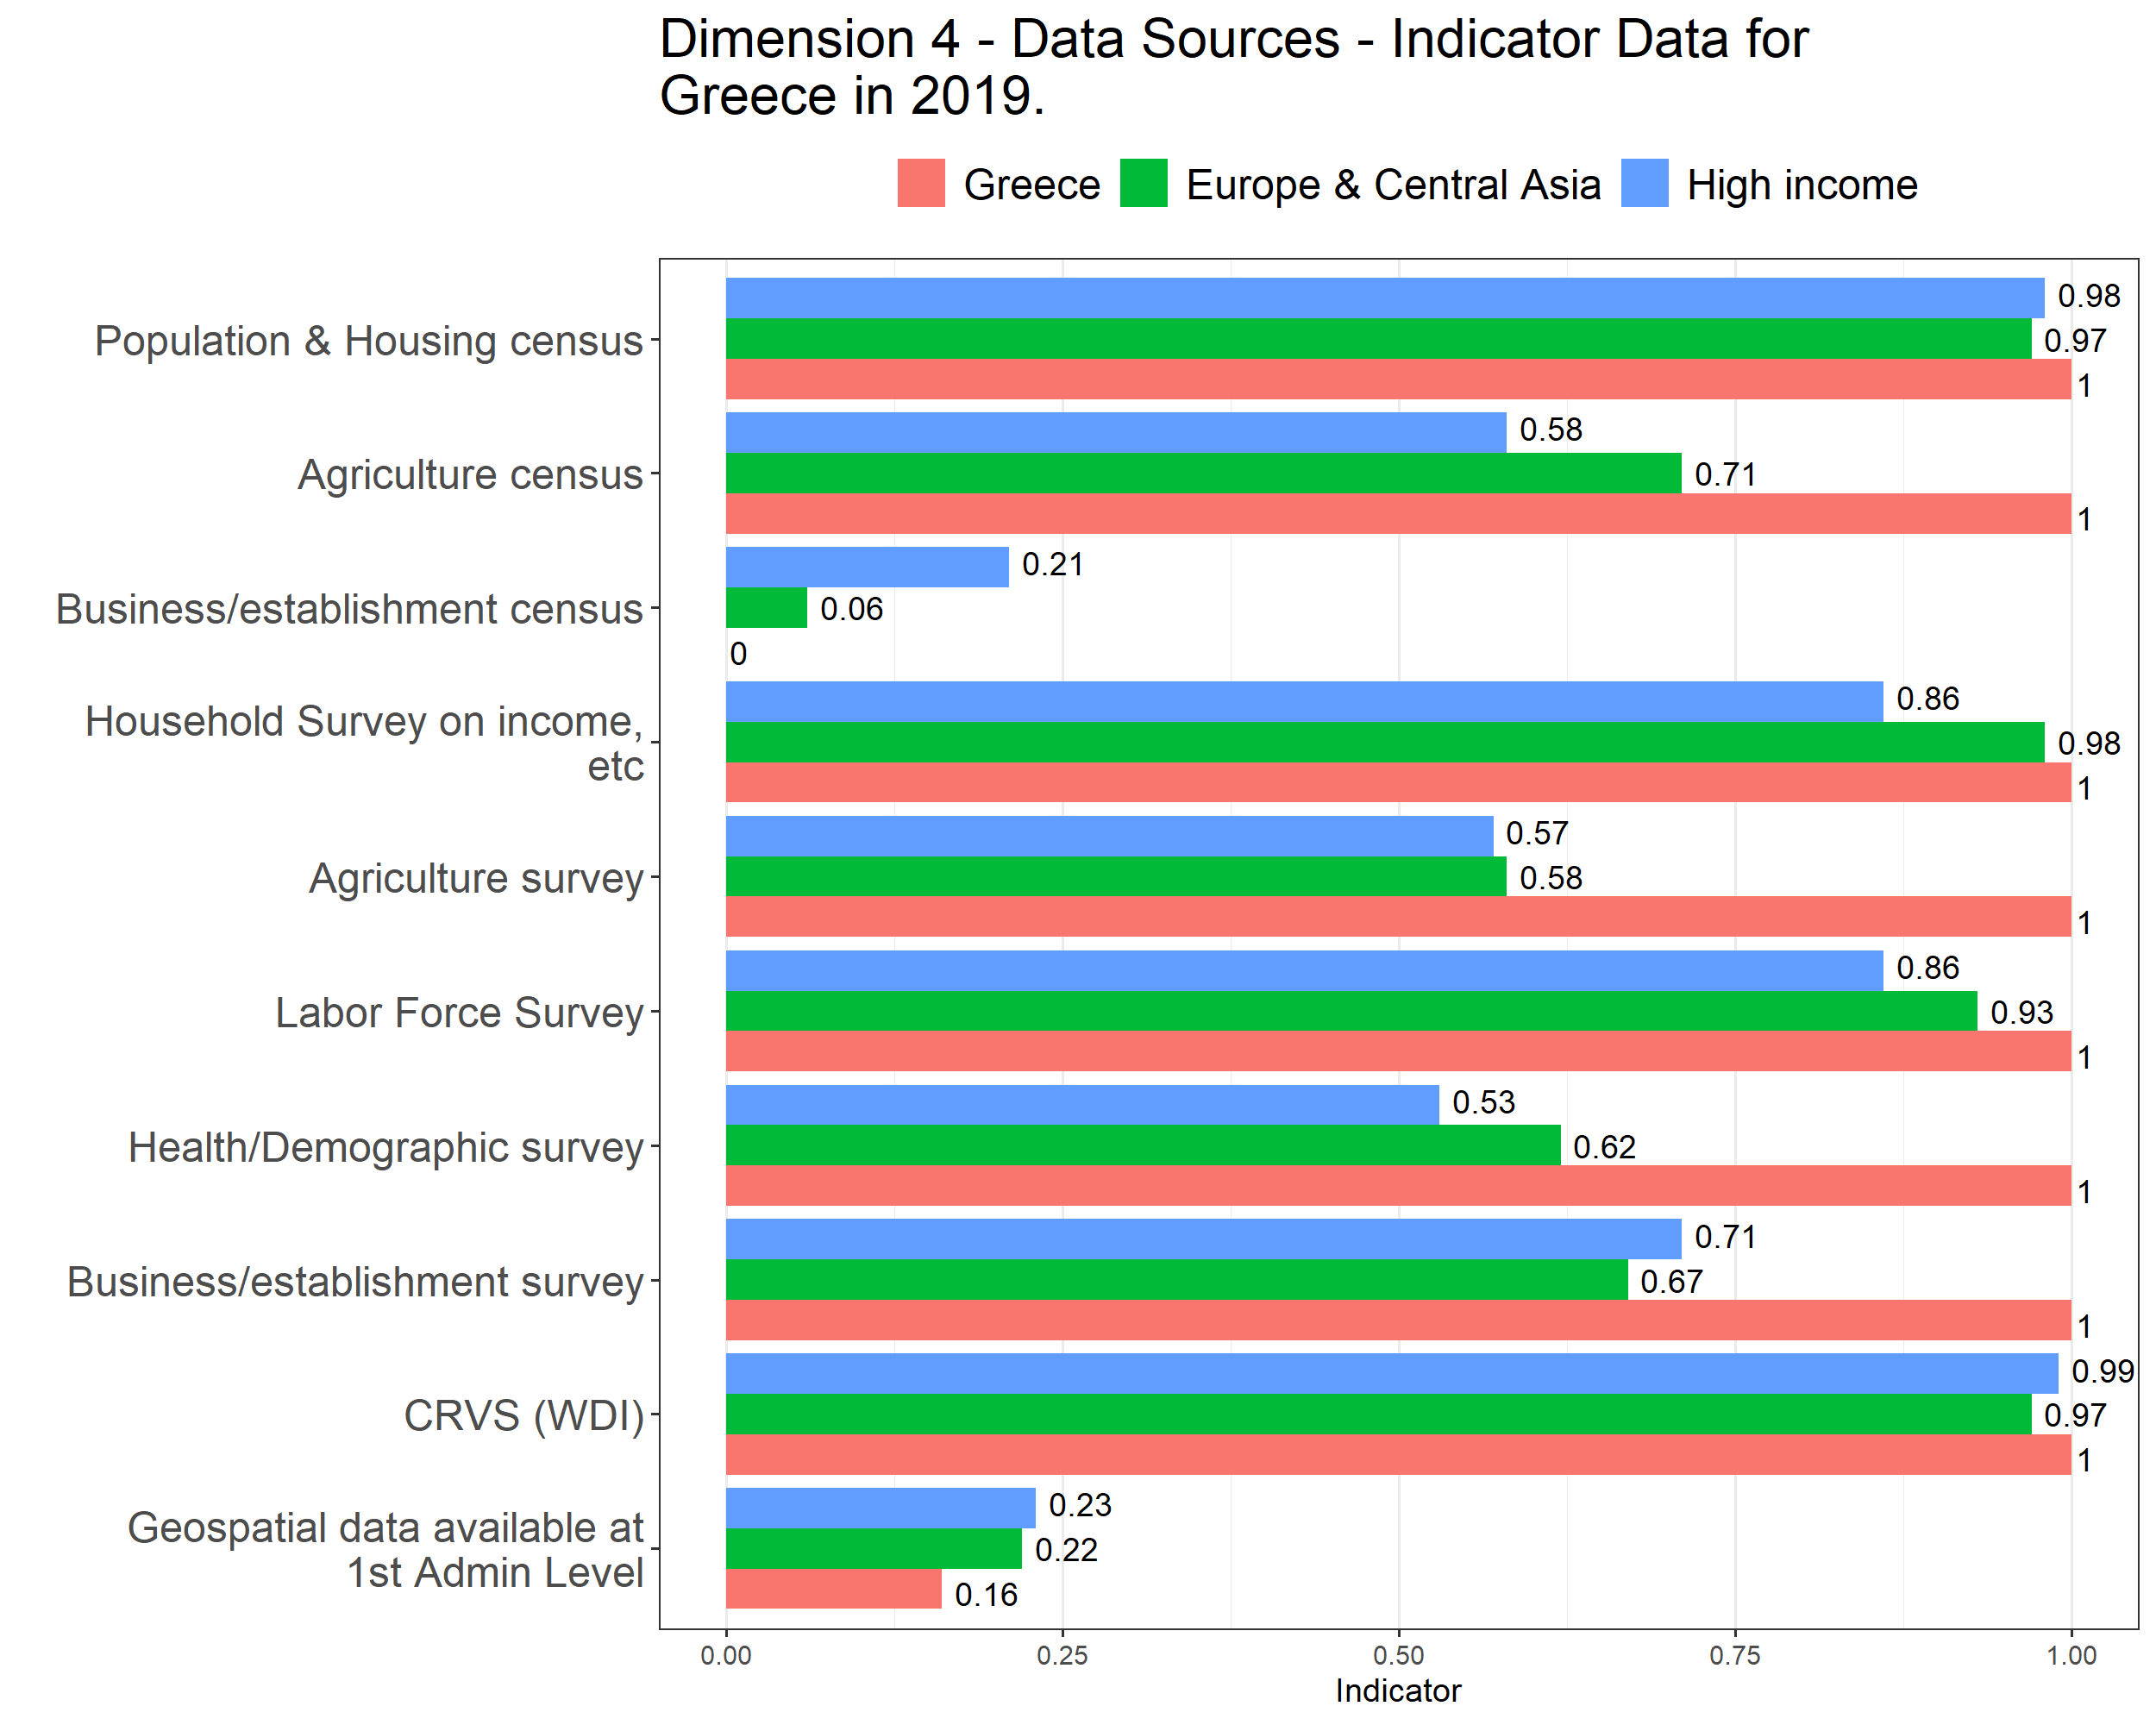 Dimension 4 - Data Sources - Indicator Data for
Greece in 2019.
Greece Europe & Central Asia High income
Population & Housing census
0.98
0.97
1
Agriculture census
0.58
0.71
1
Business/establishment census
0.21
0.06
0
Household Survey on income,
etc
0.86
0.98
1
Agriculture survey
0.57
0.58
1
Labor Force Survey
0.86
0.93
1
Health/Demographic survey
0.53
0.62
1
Business/establishment survey
0.71
0.67
1
CRVS (WDI)
0.99
0.97
1
Geospatial data available at
1st Admin Level
0.23
0.22
0.16
0.00 0.25 0.50 0.75 1.00
Indicator